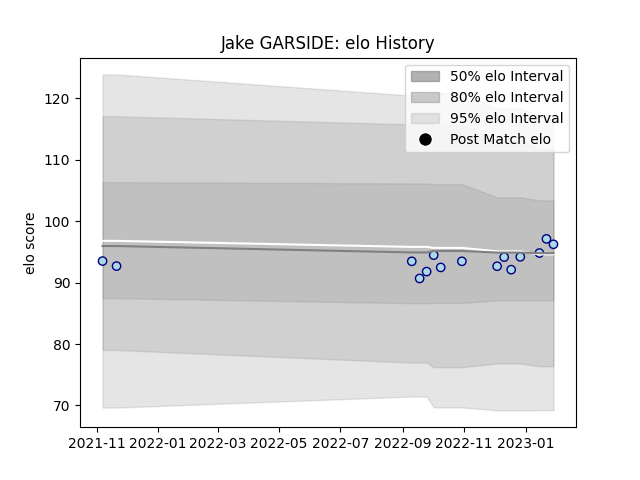 Jake GARSIDE: elo History
50% elo Interval
80% elo Interval
95% elo Interval
Post Match elo
elo score
120
110
100
90
80
70
2021-11 2022-01 2022-03 2022-05 2022-07 2022-09 2022-11 2023-01